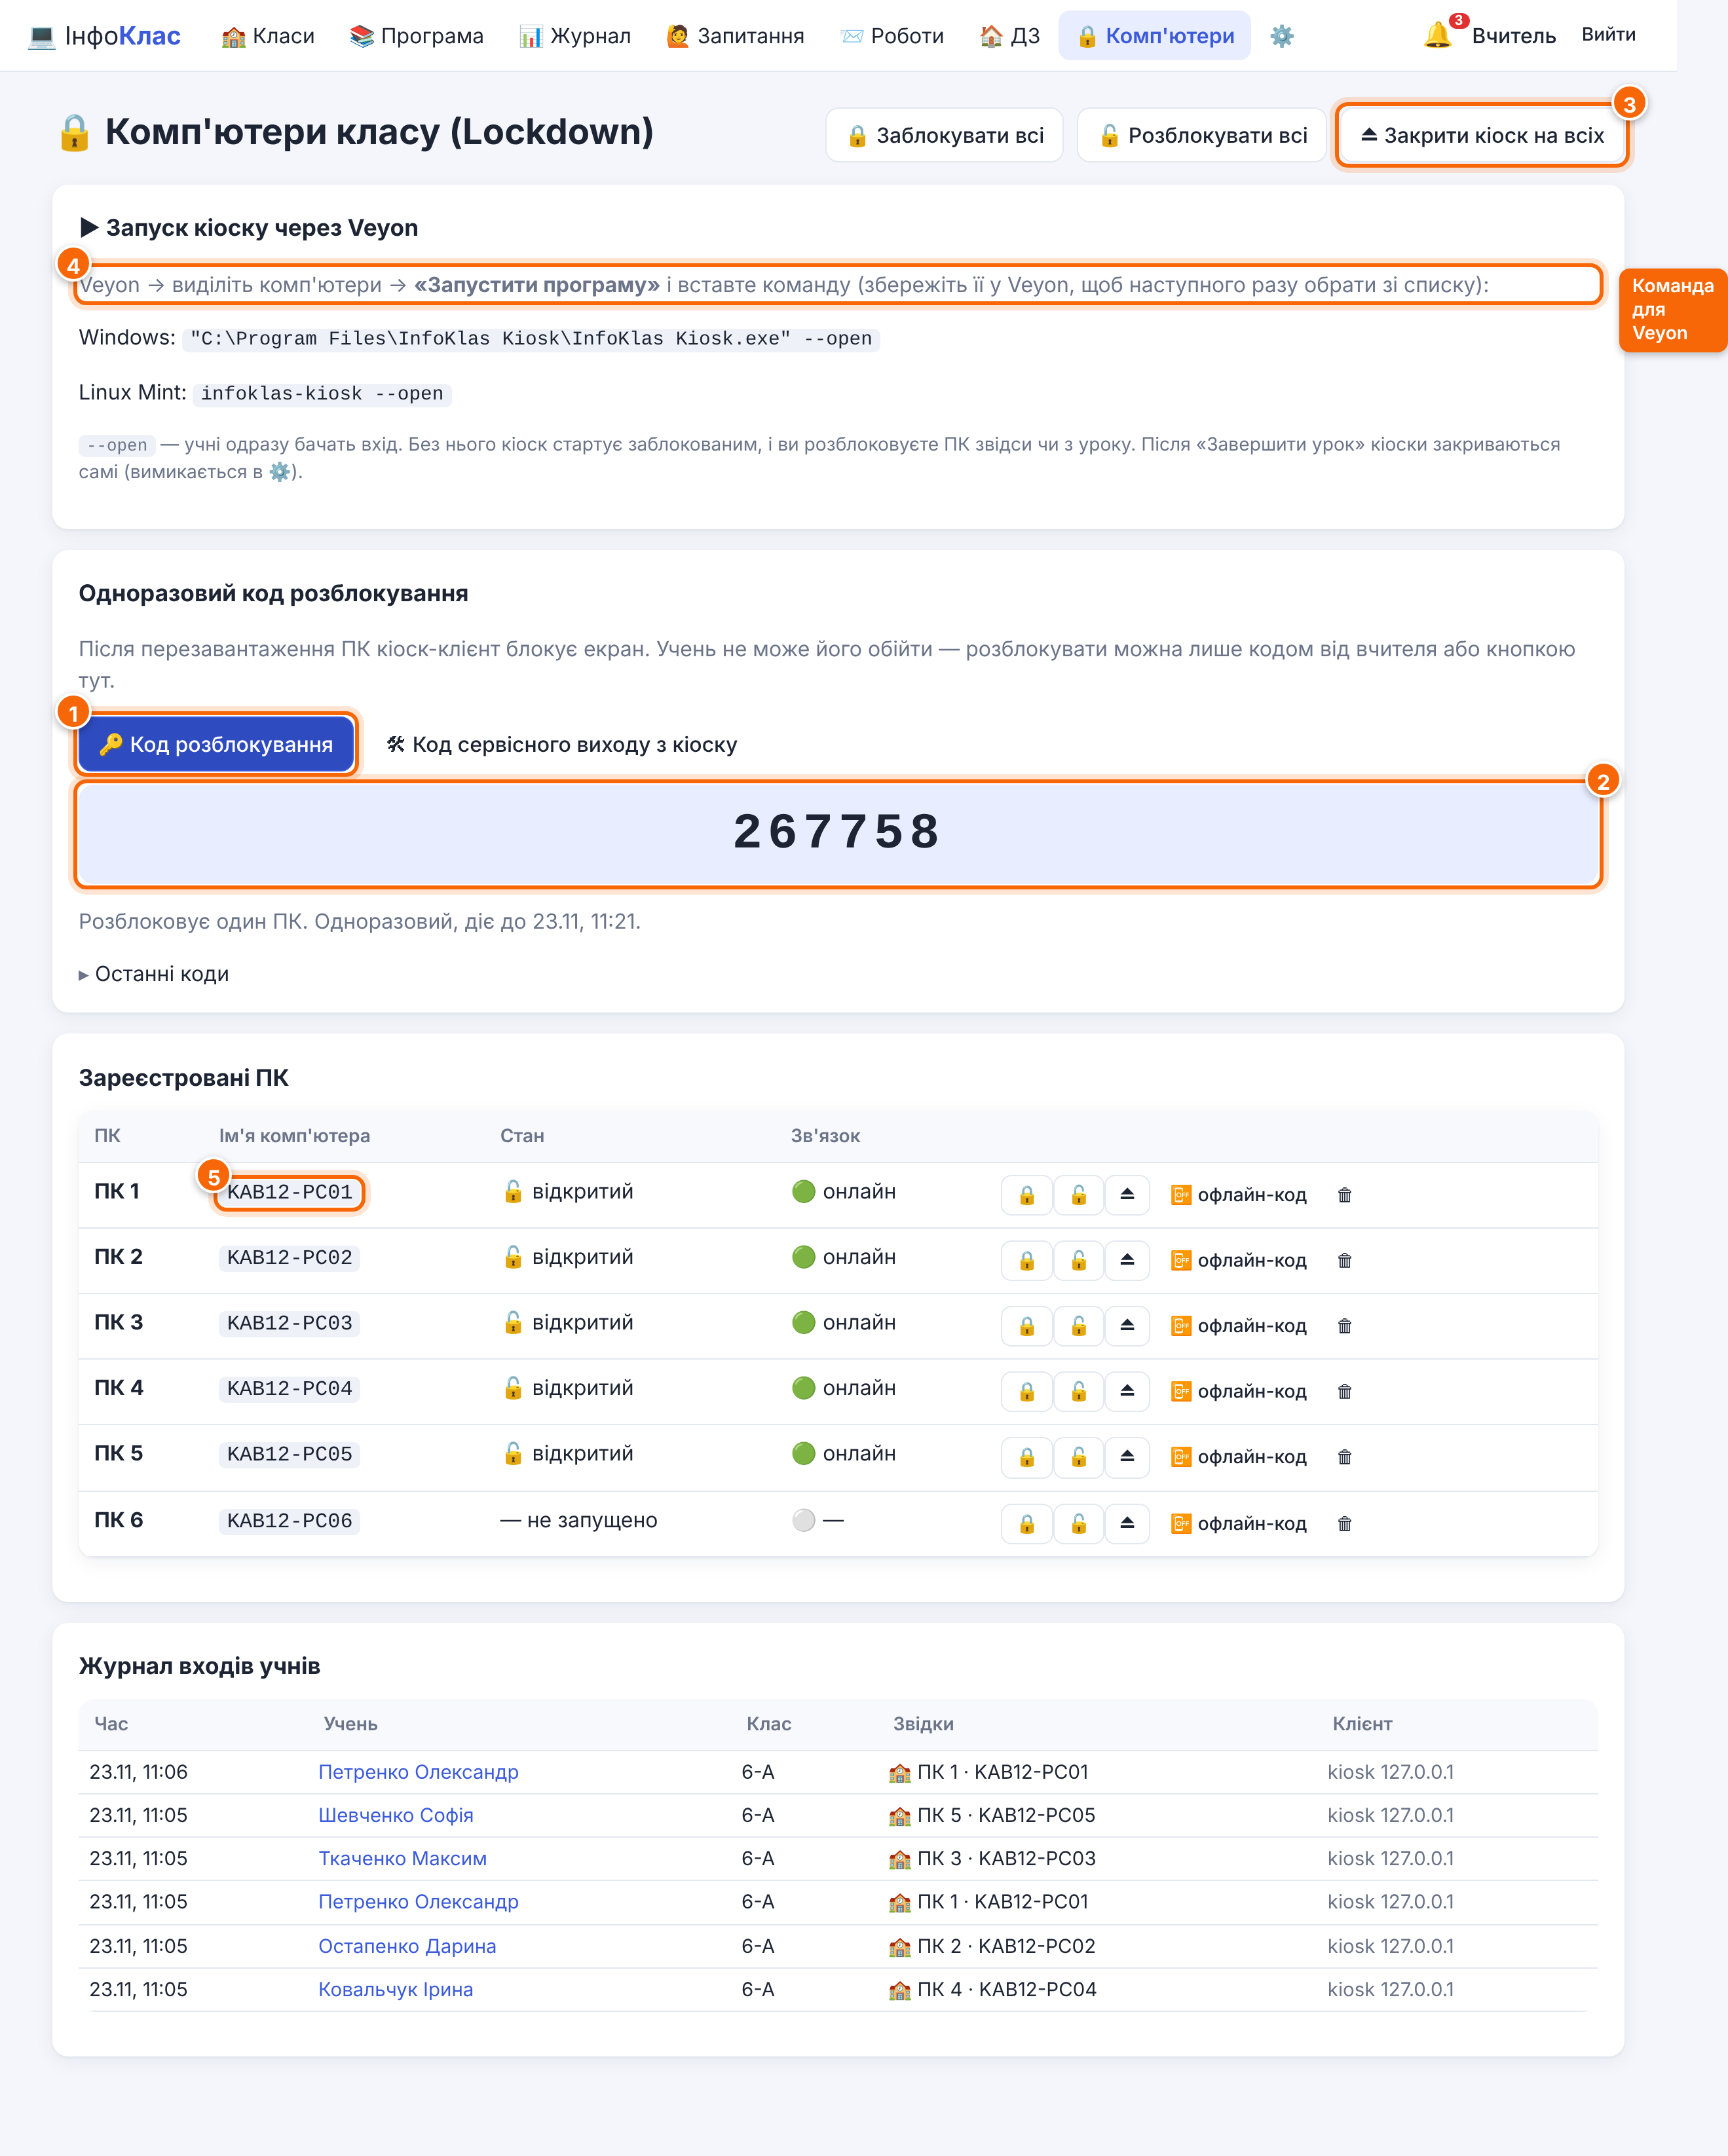 💻 ІнфоКлас 🏫 Класи 📚 Програма 📊 Журнал 🙋 Запитання 📨 Роботи 🏠 ДЗ 🔒 Комп'ютери ⚙️ 🔔 3 Вчитель Вийти
🔒 Комп'ютери класу (Lockdown) 🔒 Заблокувати всі 🔓 Розблокувати всі ⏏ Закрити кіоск на всіх 3
▶ Запуск кіоску через Veyon
4 Veyon → виділіть комп'ютери → «Запустити програму» і вставте команду (збережіть її у Veyon, щоб наступного разу обрати зі списку):
Команда
для
Veyon
Windows: "C:\Program Files\InfoKlas Kiosk\InfoKlas Kiosk.exe" --open
Linux Mint: infoklas-kiosk --open
--open — учні одразу бачать вхід. Без нього кіоск стартує заблокованим, і ви розблоковуєте ПК звідси чи з уроку. Після «Завершити урок» кіоски закриваються
самі (вимикається в ⚙️).
Одноразовий код розблокування
Після перезавантаження ПК кіоск-клієнт блокує екран. Учень не може його обійти — розблокувати можна лише кодом від вчителя або кнопкою
тут.
1 🔑 Код розблокування 🛠 Код сервісного виходу з кіоску
267758 2
Розблоковує один ПК. Одноразовий, діє до 23.11, 11:21.
▸ Останні коди
Зареєстровані ПК
ПК Ім'я комп'ютера Стан Зв'язок
ПК 1 5 KAB12-PC01 🔓 відкритий 🟢 онлайн 🔒 🔓 ⏏ 📴 офлайн-код 🗑
ПК 2 KAB12-PC02 🔓 відкритий 🟢 онлайн 🔒 🔓 ⏏ 📴 офлайн-код 🗑
ПК 3 KAB12-PC03 🔓 відкритий 🟢 онлайн 🔒 🔓 ⏏ 📴 офлайн-код 🗑
ПК 4 KAB12-PC04 🔓 відкритий 🟢 онлайн 🔒 🔓 ⏏ 📴 офлайн-код 🗑
ПК 5 KAB12-PC05 🔓 відкритий 🟢 онлайн 🔒 🔓 ⏏ 📴 офлайн-код 🗑
ПК 6 KAB12-PC06 — не запущено ⚪ — 🔒 🔓 ⏏ 📴 офлайн-код 🗑
Журнал входів учнів
Час Учень Клас Звідки Клієнт
23.11, 11:06 Петренко Олександр 6-А 🏫 ПК 1 · KAB12-PC01 kiosk 127.0.0.1
23.11, 11:05 Шевченко Софія 6-А 🏫 ПК 5 · KAB12-PC05 kiosk 127.0.0.1
23.11, 11:05 Ткаченко Максим 6-А 🏫 ПК 3 · KAB12-PC03 kiosk 127.0.0.1
23.11, 11:05 Петренко Олександр 6-А 🏫 ПК 1 · KAB12-PC01 kiosk 127.0.0.1
23.11, 11:05 Остапенко Дарина 6-А 🏫 ПК 2 · KAB12-PC02 kiosk 127.0.0.1
23.11, 11:05 Ковальчук Ірина 6-А 🏫 ПК 4 · KAB12-PC04 kiosk 127.0.0.1